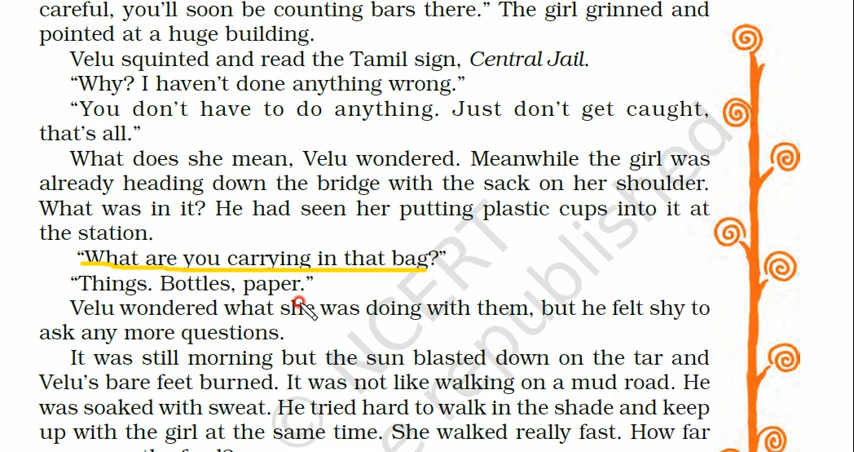 careful, you'll soon be counting bars there.” The girl grinned and
pointed at a huge building.
Velu squinted and read the Tamil sign, Central Jail.
“Why? I haven't done anything wrong.”
“You don't have to do anything. Just don't get caught,
that's all.”
What does she mean, Velu wondered. Meanwhile the girl was
already heading down the bridge with the sack on her shoulder.
What was in it? He had seen her putting plastic cups into it at
the station.
“What are you carrying in that bag?”
“Things. Bottles, paper.”
Velu wondered what she was doing with them, but he felt shy to
ask any more questions.
It was still morning but the sun blasted down on the tar and
Velu's bare feet burned. It was not like walking on a mud road. He
was soaked with sweat. He tried hard to walk in the shade and keep
up with the girl at the same time. She walked really fast. How far
© NCERT
republished